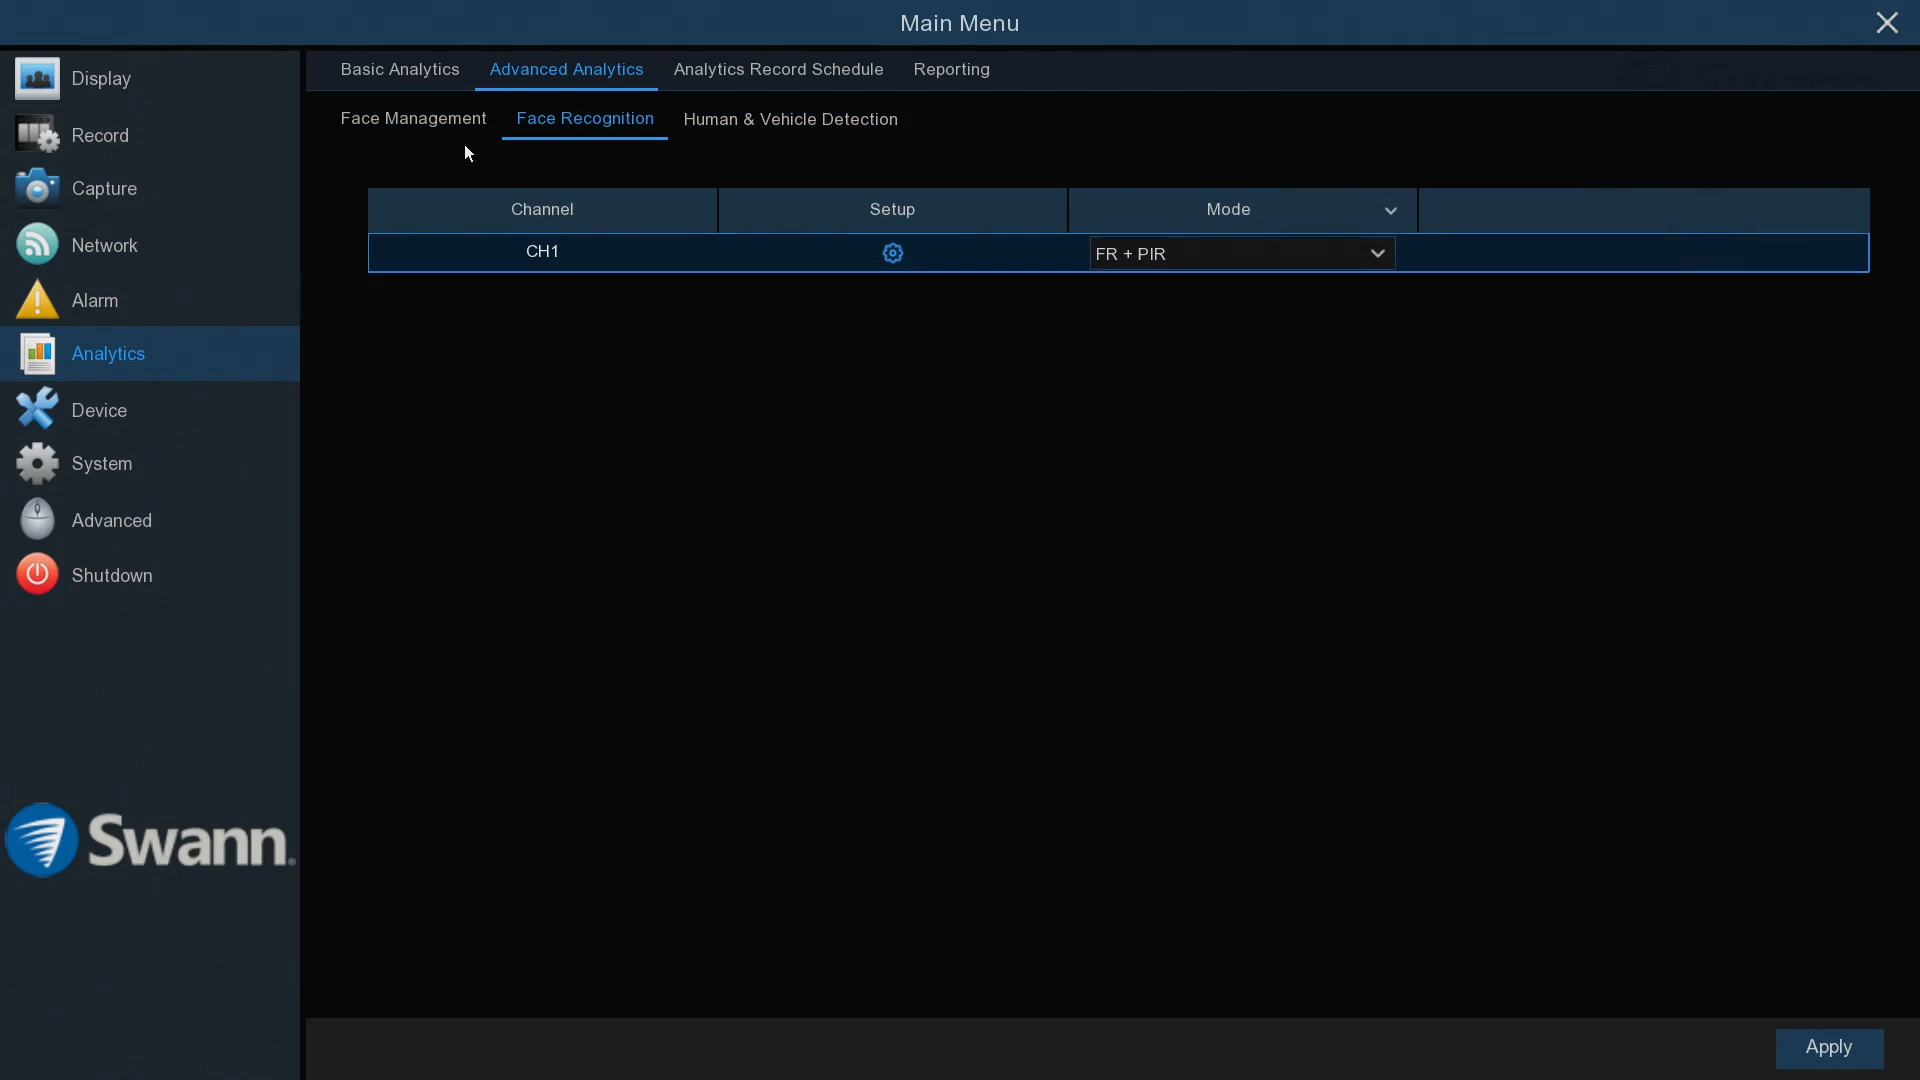 Main Menu
Display
Record
Capture
Network
Alarm
Analytics
Device
System
Advanced
Shutdown
Swann
Basic Analytics
Advanced Analytics
Analytics Record Schedule
Reporting
Face Management
Face Recognition
Human & Vehicle Detection
Channel
Setup
Mode
CH1
FR + PIR
Apply